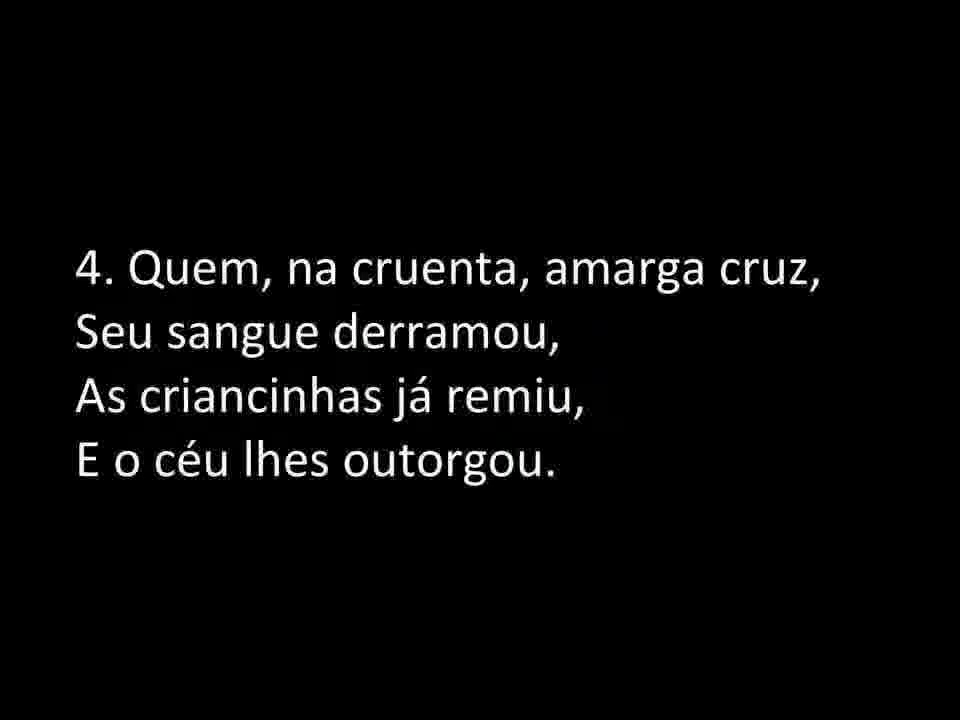 4. Quem, na cruenta, amarga cruz,
Seu sangue derramou,
As criancinhas já remiu,
E o céu lhes outorgou.